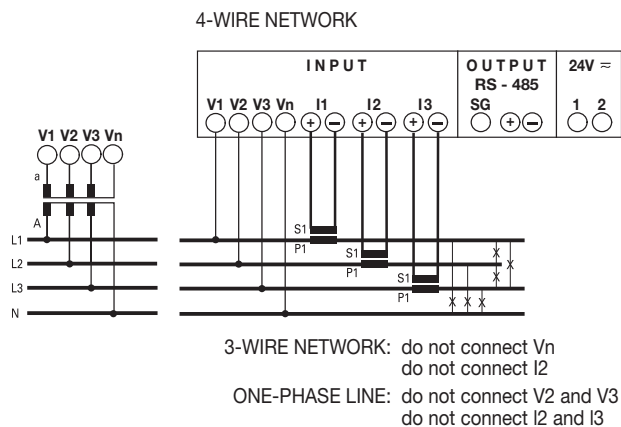 4-WIRE NETWORK
INPUT
OUTPUT
RS - 485
24V ≂
V1 V2 V3 Vn I1 I2 I3
SG
1 2
+ − + − + − + −
V1 V2 V3 Vn
a
A
L1
L2
L3
N
S1
P1
S1
P1
S1
P1
3-WIRE NETWORK: do not connect Vn
do not connect I2
ONE-PHASE LINE: do not connect V2 and V3
do not connect I2 and I3